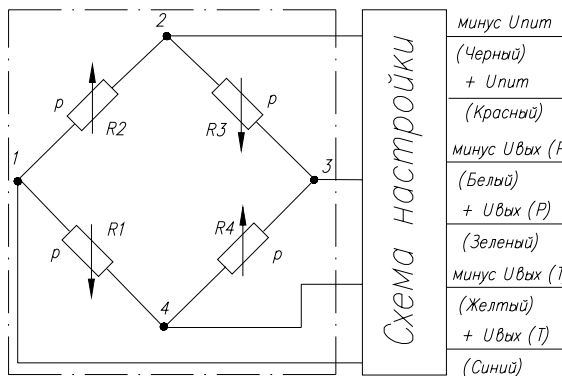 2
p
R2
R3
p
1
3
p
R1
R4
p
4
Схема настройки
минус Uпит
(Черный)
+ Uпит
(Красный)
минус Uвых (
(Белый)
+ Uвых (P)
(Зеленый)
минус Uвых (
(Желтый)
+ Uвых (T)
(Синий)